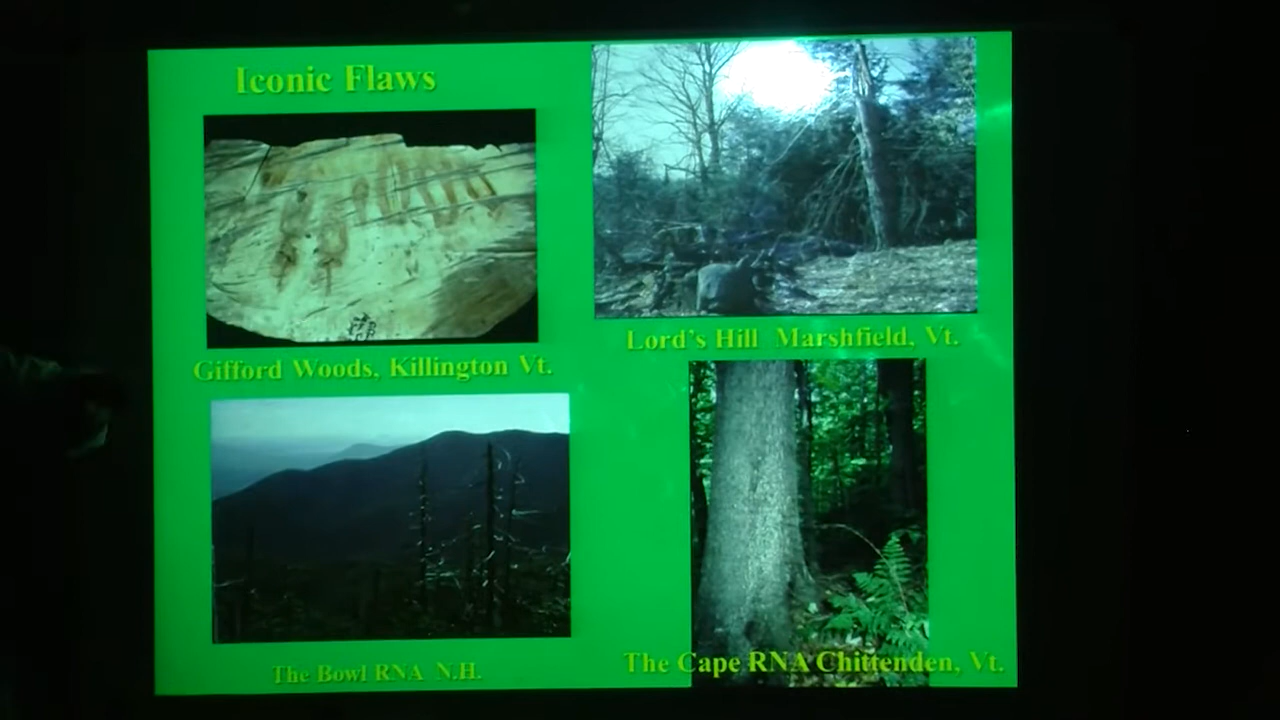 Iconic Flaws
Gifford Woods, Killington Vt.
Lord's Hill Marshfield, Vt.
The Bowl RNA N.H.
The Cape RNA Chittenden, Vt.